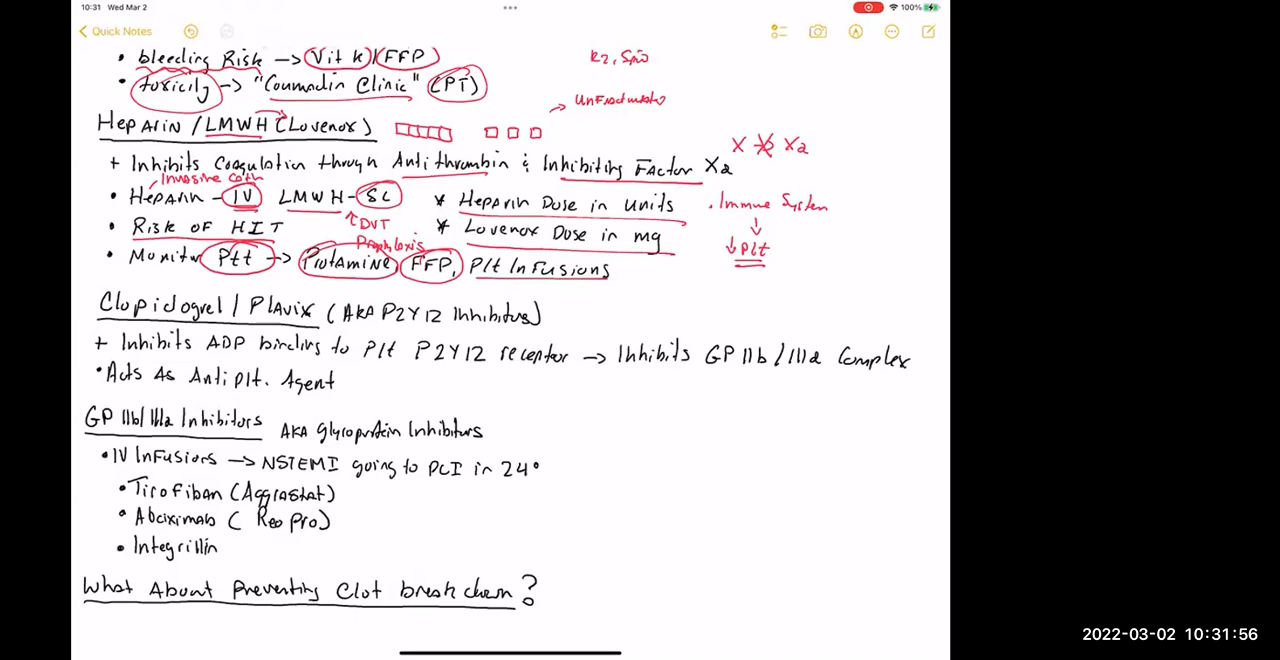 10:31 Wed Mar 2
100%
Quick Notes
• bleeding Risk → Vit K / FFP
K2, SpiO
• toxicity → "Coumadin Clinic" (PT)
Heparin / LMWH (Lovenox)
+ Inhibits Coagulation through Antithrombin & Inhibiting Factor Xa
X Xa
Invasive Cath
• Heparin - IV LMWH - SC * Heparin Dose in units
. Immune System
↑ DVT Prophylaxis
• Risk of HIT * Lovenox Dose in mg
↓ Plt
• Monitor Ptt → Protamine, FFP, Plt Infusions
Clopidogrel / Plavix (AKA P2Y12 Inhibitors)
+ Inhibits ADP binding to Plt P2Y12 receptor → Inhibits GP IIb/IIIa Complex
• Acts As Antiplt. Agent
GP IIb/IIIa Inhibitors AKA Glycoprotein Inhibitors
• IV Infusions → NSTEMI going to PCI in 24°
• Tirofiban (Aggrastat)
• Abciximab (ReoPro)
• Integrillin
What About Preventing Clot breakdown?
2022-03-02 10:31:56